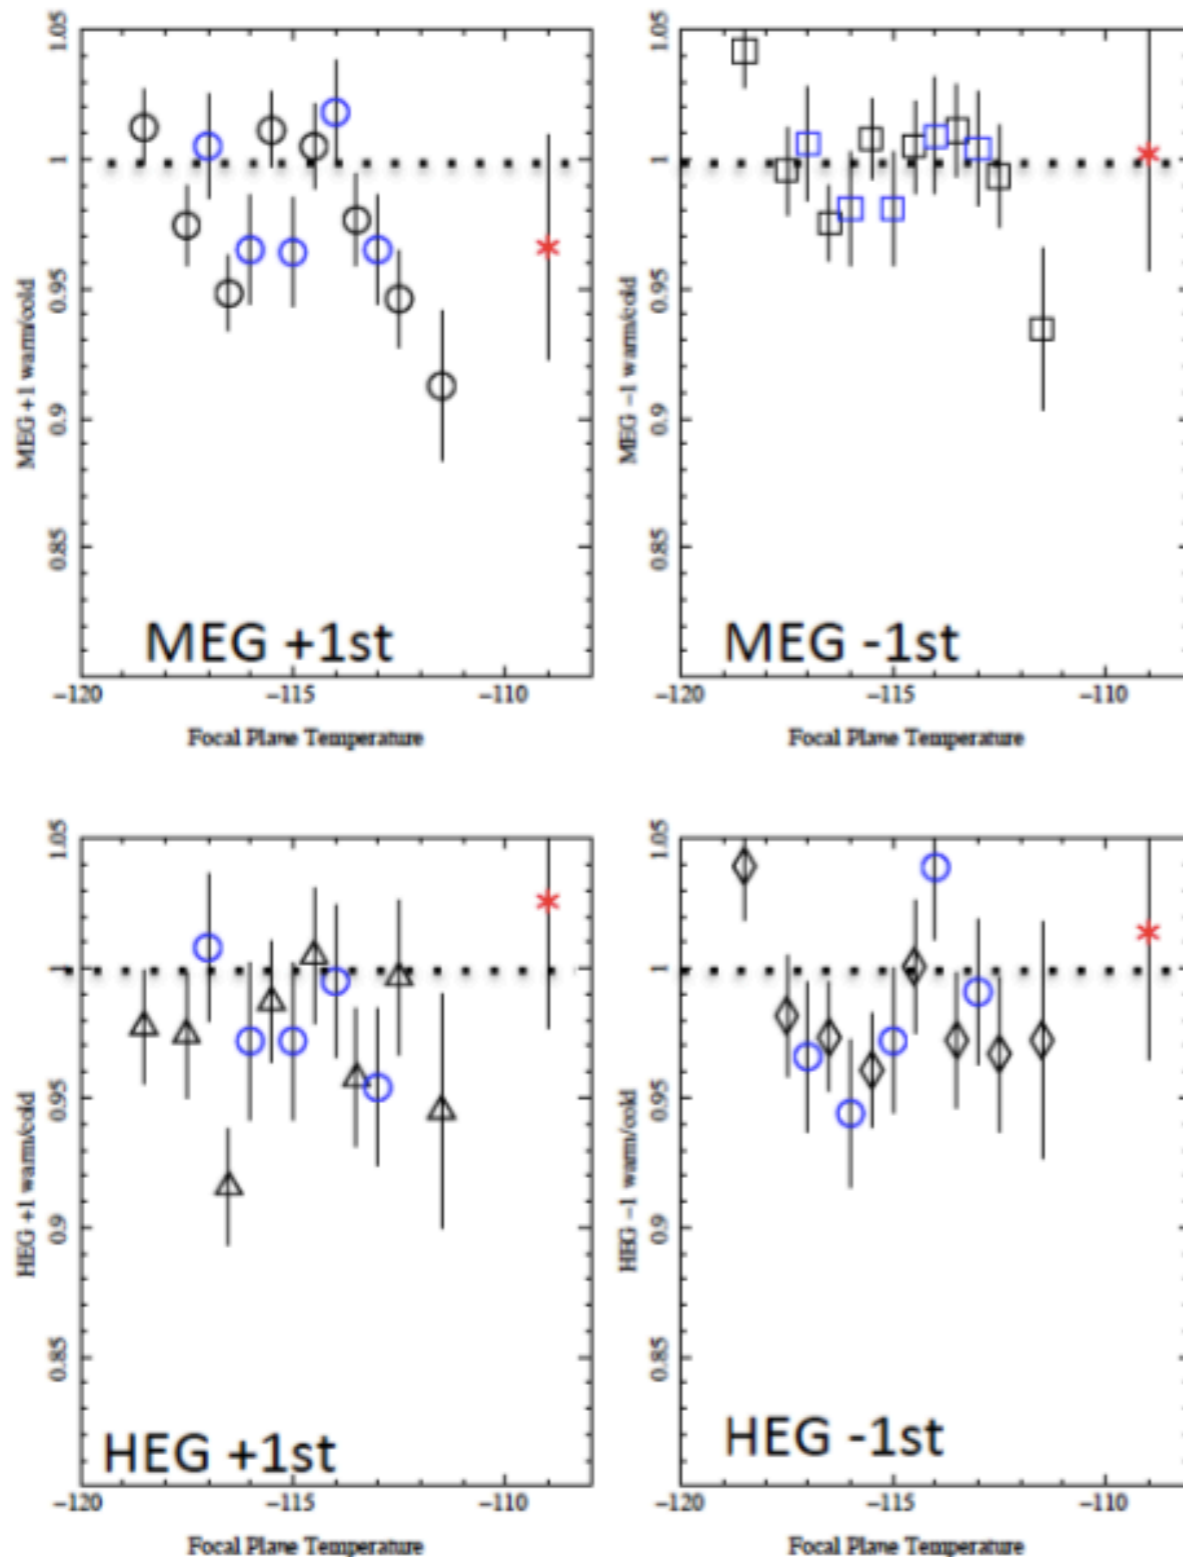 1.05
1
0.95
0.9
0.85
MEG +1 warm/cold
MEG +1st
−120
−115
−110
Focal Plane Temperature
1.05
1
0.95
0.9
0.85
MEG −1 warm/cold
MEG -1st
−120
−115
−110
Focal Plane Temperature
1.05
1
0.95
0.9
0.85
HEG +1 warm/cold
HEG +1st
−120
−115
−110
Focal Plane Temperature
1.05
1
0.95
0.9
0.85
HEG −1 warm/cold
HEG -1st
−120
−115
−110
Focal Plane Temperature